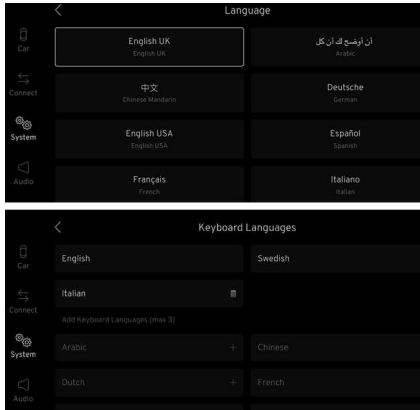 Language
Car
Connect
System
Audio
English UK
English UK
أن أوضح لك أن كل
Arabic
中文
Chinese Mandarin
Deutsche
German
English USA
English USA
Español
Spanish
Français
French
Italiano
Italian
Keyboard Languages
Car
Connect
System
Audio
English
Swedish
Italian
Add Keyboard Languages (max 3)
Arabic +
Chinese
Dutch +
French